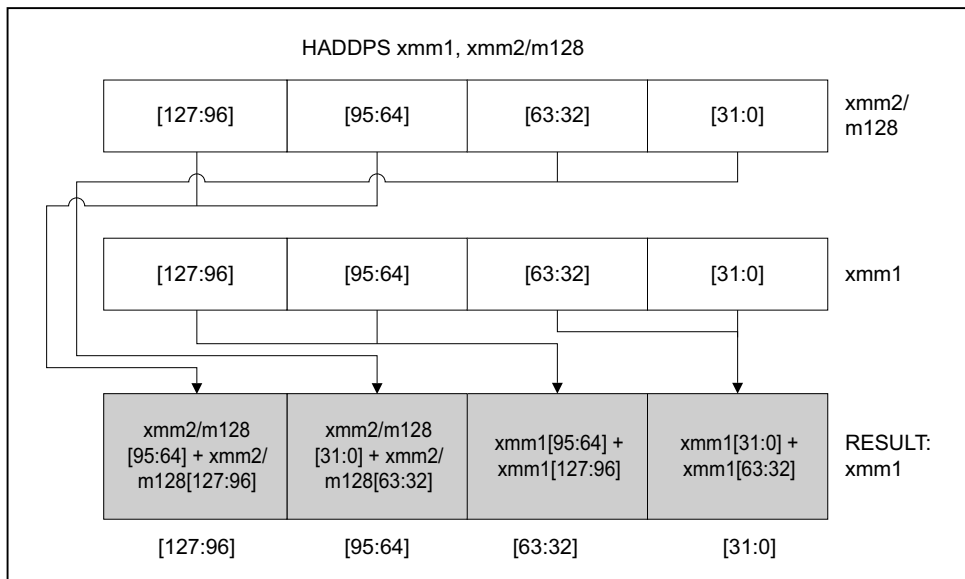 HADDPS xmm1, xmm2/m128
[127:96] [95:64] [63:32] [31:0]
xmm2/
m128
[127:96] [95:64] [63:32] [31:0]
xmm1
xmm2/m128
[95:64] + xmm2/
m128[127:96]
xmm2/m128
[31:0] + xmm2/
m128[63:32]
xmm1[95:64] +
xmm1[127:96]
xmm1[31:0] +
xmm1[63:32]
RESULT:
xmm1
[127:96] [95:64] [63:32] [31:0]